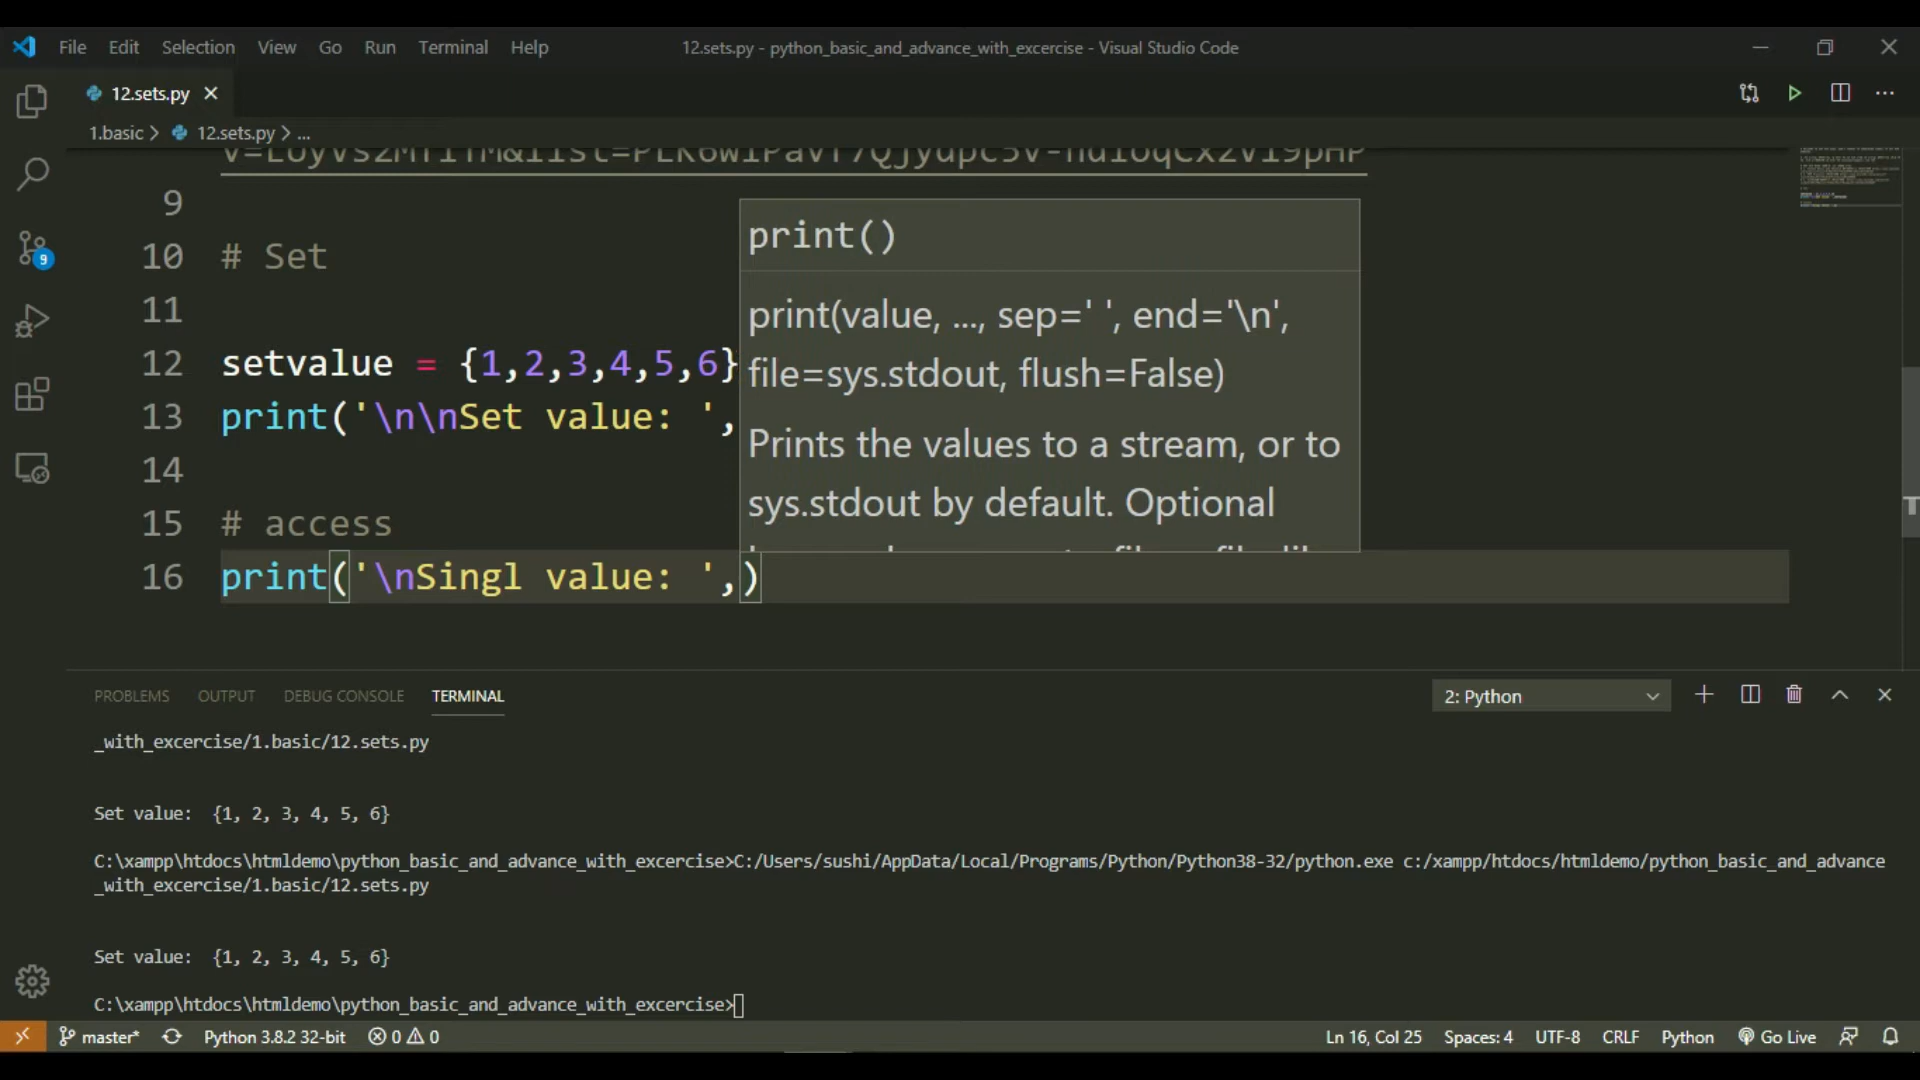 File Edit Selection View Go Run Terminal Help 12.sets.py - python_basic_and_advance_with_excercise - Visual Studio Code
12.sets.py
1.basic > 12.sets.py > ...
9
10 # Set
11
12 setvalue = {1,2,3,4,5,6}
13 print('\n\nSet value: ',
14
15 # access
16 print('\nSingl value: ',)
print()
print(value, ..., sep=' ', end='\n',
file=sys.stdout, flush=False)
Prints the values to a stream, or to
sys.stdout by default. Optional
9
PROBLEMS OUTPUT DEBUG CONSOLE TERMINAL 2: Python
_with_excercise/1.basic/12.sets.py
Set value:  {1, 2, 3, 4, 5, 6}
C:\xampp\htdocs\htmldemo\python_basic_and_advance_with_excercise>C:/Users/sushi/AppData/Local/Programs/Python/Python38-32/python.exe c:/xampp/htdocs/htmldemo/python_basic_and_advance
_with_excercise/1.basic/12.sets.py
Set value:  {1, 2, 3, 4, 5, 6}
C:\xampp\htdocs\htmldemo\python_basic_and_advance_with_excercise>
master* Python 3.8.2 32-bit 0 0 Ln 16, Col 25 Spaces: 4 UTF-8 CRLF Python Go Live